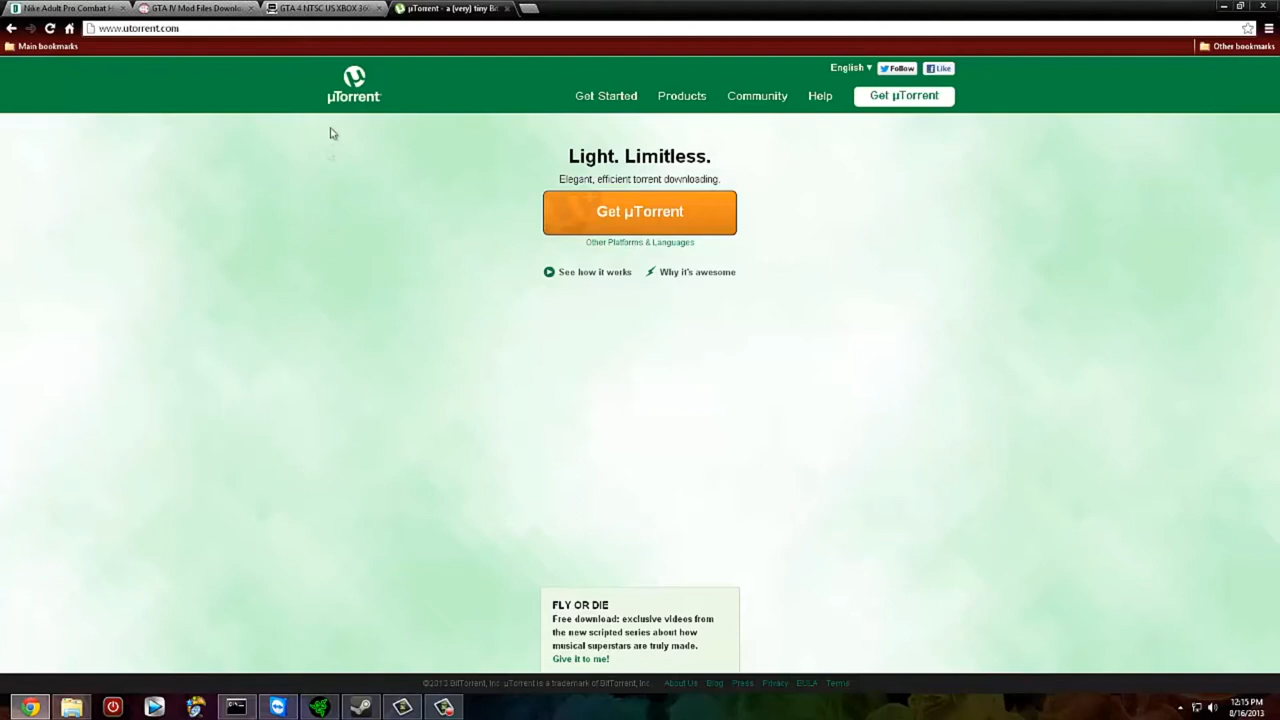 Nike Adult Pro Combat H
GTA IV Mod Files Downlo
GTA 4 NTSC US XBOX 36
µTorrent - a (very) tiny Bi
www.utorrent.com
Main bookmarks
Other bookmarks
English ▾
Follow
Like
µTorrent
Get Started
Products
Community
Help
Get µTorrent
Light. Limitless.
Elegant, efficient torrent downloading.
Get µTorrent
Other Platforms & Languages
See how it works
Why it's awesome
FLY OR DIE
Free download: exclusive videos from
the new scripted series about how
musical superstars are truly made.
Give it to me!
©2013 BitTorrent, Inc. µTorrent is a trademark of BitTorrent, Inc.
About Us
Blog
Press
Privacy
EULA
Terms
12:15 PM
8/16/2013